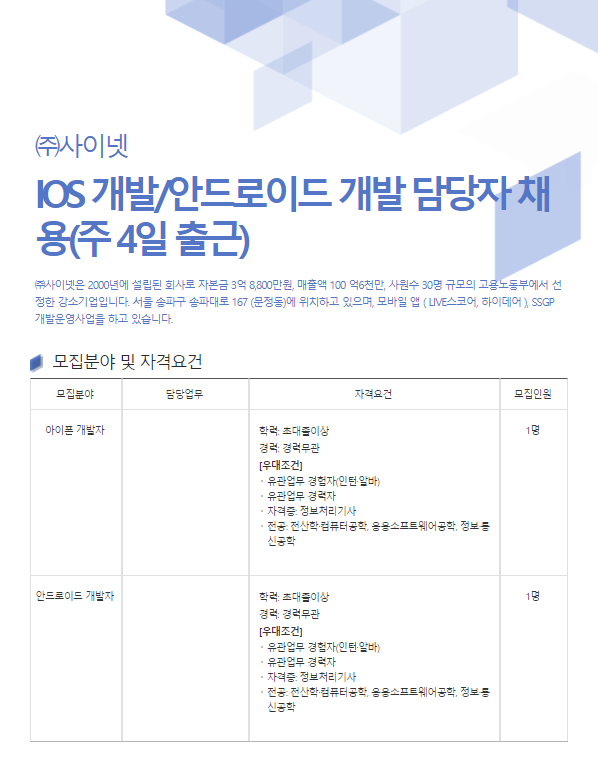 ㈜사이넷
IOS 개발/안드로이드 개발 담당자 채
용(주 4일 출근)
㈜사이넷은 2000년에 설립된 회사로 자본금 3억 8,800만원, 매출액 100 억6천만, 사원수 30명 규모의 고용노동부에서 선
정한 강소기업입니다. 서울 송파구 송파대로 167 (문정동)에 위치하고 있으며, 모바일 앱 ( LIVE스코어, 하이데어 ), SSGP
개발운영사업을 하고 있습니다.
모집분야 및 자격요건
모집분야 담당업무 자격요건 모집인원
아이폰 개발자 학력: 초대졸이상 1명
경력: 경력무관
[우대조건]
· 유관업무 경험자(인턴·알바)
· 유관업무 경력자
· 자격증: 정보처리기사
· 전공: 전산학·컴퓨터공학, 응용소프트웨어공학, 정보·통
신공학
안드로이드 개발자 학력: 초대졸이상 1명
경력: 경력무관
[우대조건]
· 유관업무 경험자(인턴·알바)
· 유관업무 경력자
· 자격증: 정보처리기사
· 전공: 전산학·컴퓨터공학, 응용소프트웨어공학, 정보·통
신공학